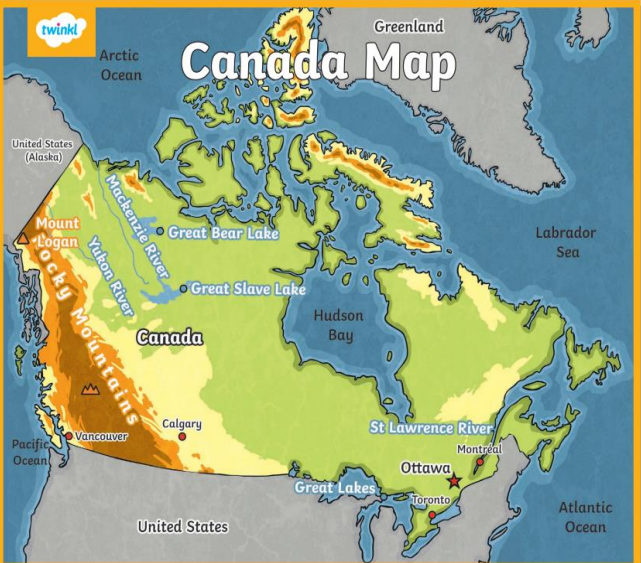 twinkl
Greenland
Arctic
Ocean
Canada Map
United States
(Alaska)
Mackenzie River
Mount
Logan
Great Bear Lake
Labrador
Sea
Yukon River
Rocky Mountains
Great Slave Lake
Hudson
Bay
Canada
Calgary
St Lawrence River
Vancouver
Pacific
Ocean
Montréal
Ottawa
Great Lakes
Toronto
Atlantic
Ocean
United States